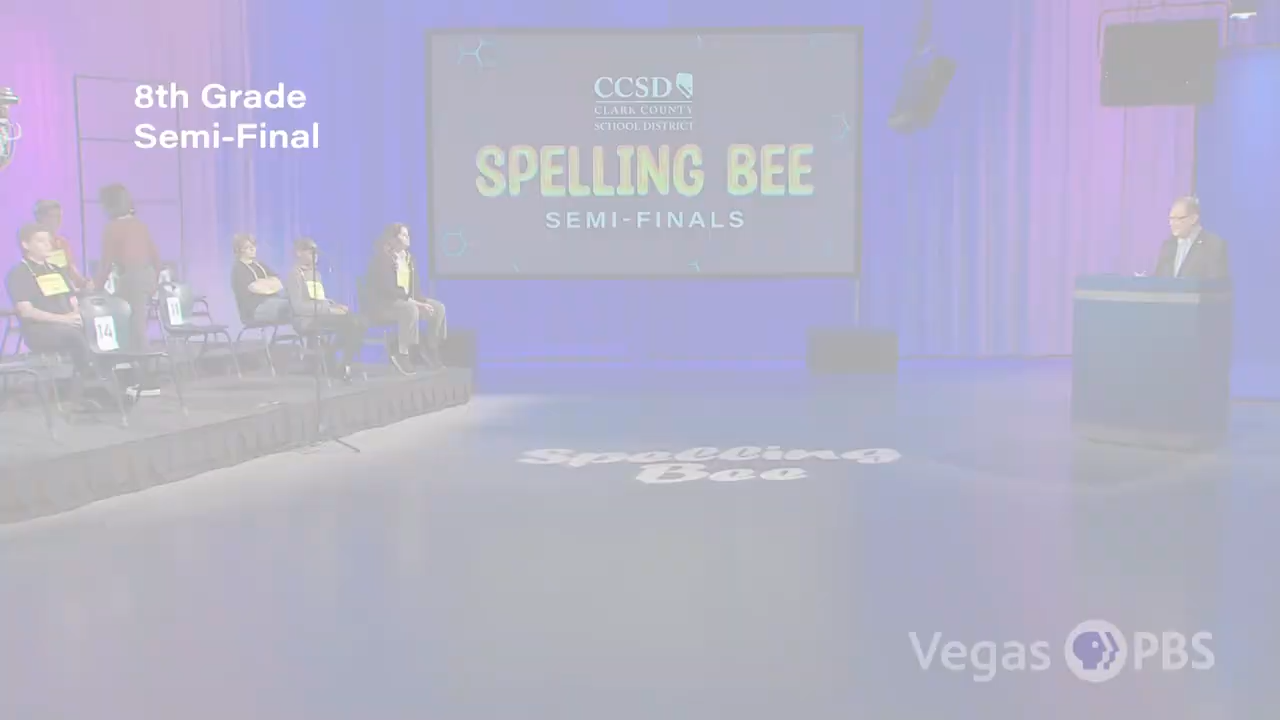 8th Grade
Semi-Final
CCSD
CLARK COUNTY
SCHOOL DISTRICT
SPELLING BEE
SEMI-FINALS
14
11
Spelling
Bee
Vegas PBS